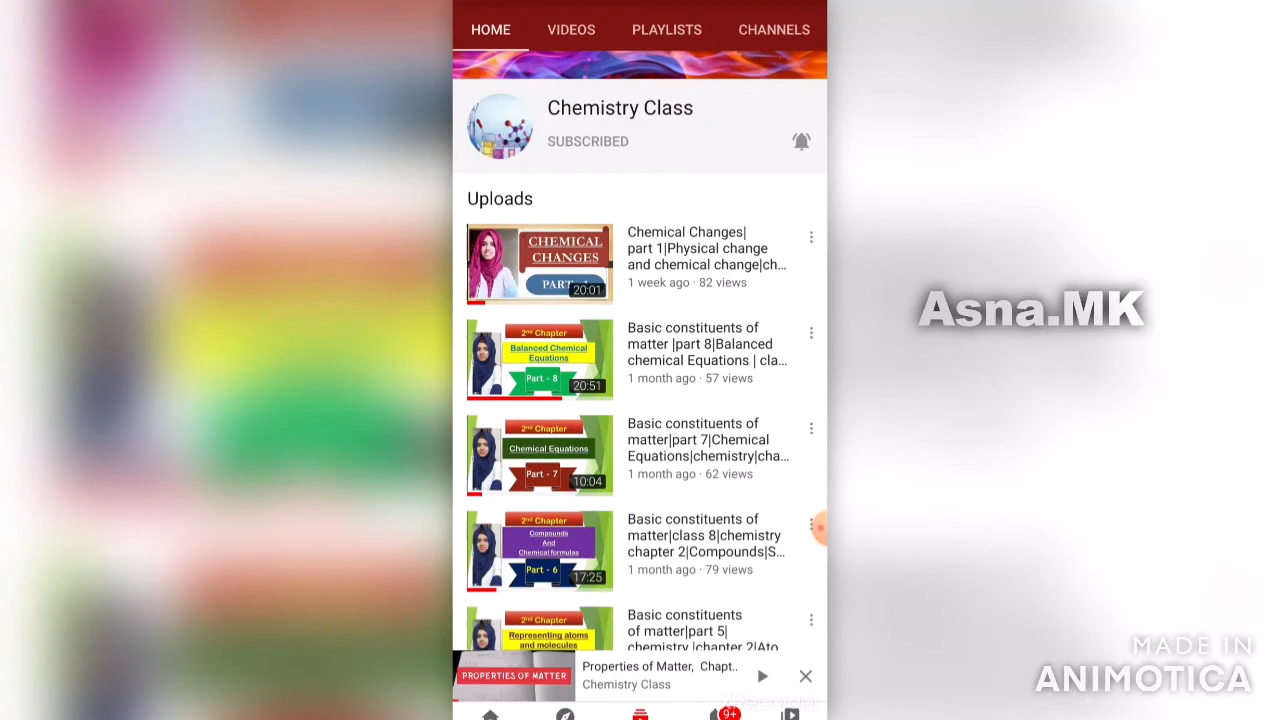 HOME VIDEOS PLAYLISTS CHANNELS
Chemistry Class
SUBSCRIBED
Uploads
CHEMICAL
CHANGES
PART
20:01
Chemical Changes|
part 1|Physical change
and chemical change|ch...
1 week ago · 82 views
2nd Chapter
Balanced Chemical
Equations
Part - 8
20:51
Basic constituents of
matter |part 8|Balanced
chemical Equations | cla...
1 month ago · 57 views
2nd Chapter
Chemical Equations
Part - 7
10:04
Basic constituents of
matter|part 7|Chemical
Equations|chemistry|cha...
1 month ago · 62 views
2nd Chapter
Compounds
And
Chemical formulas
Part - 6
17:25
Basic constituents of
matter|class 8|chemistry
chapter 2|Compounds|S...
1 month ago · 79 views
2nd Chapter
Representing atoms
and molecules
Basic constituents
of matter|part 5|
chemistry |chapter 2|Ato
PROPERTIES OF MATTER
Properties of Matter, Chapt..
Chemistry Class
9+
Asna.MK
MADE IN
ANIMOTICA